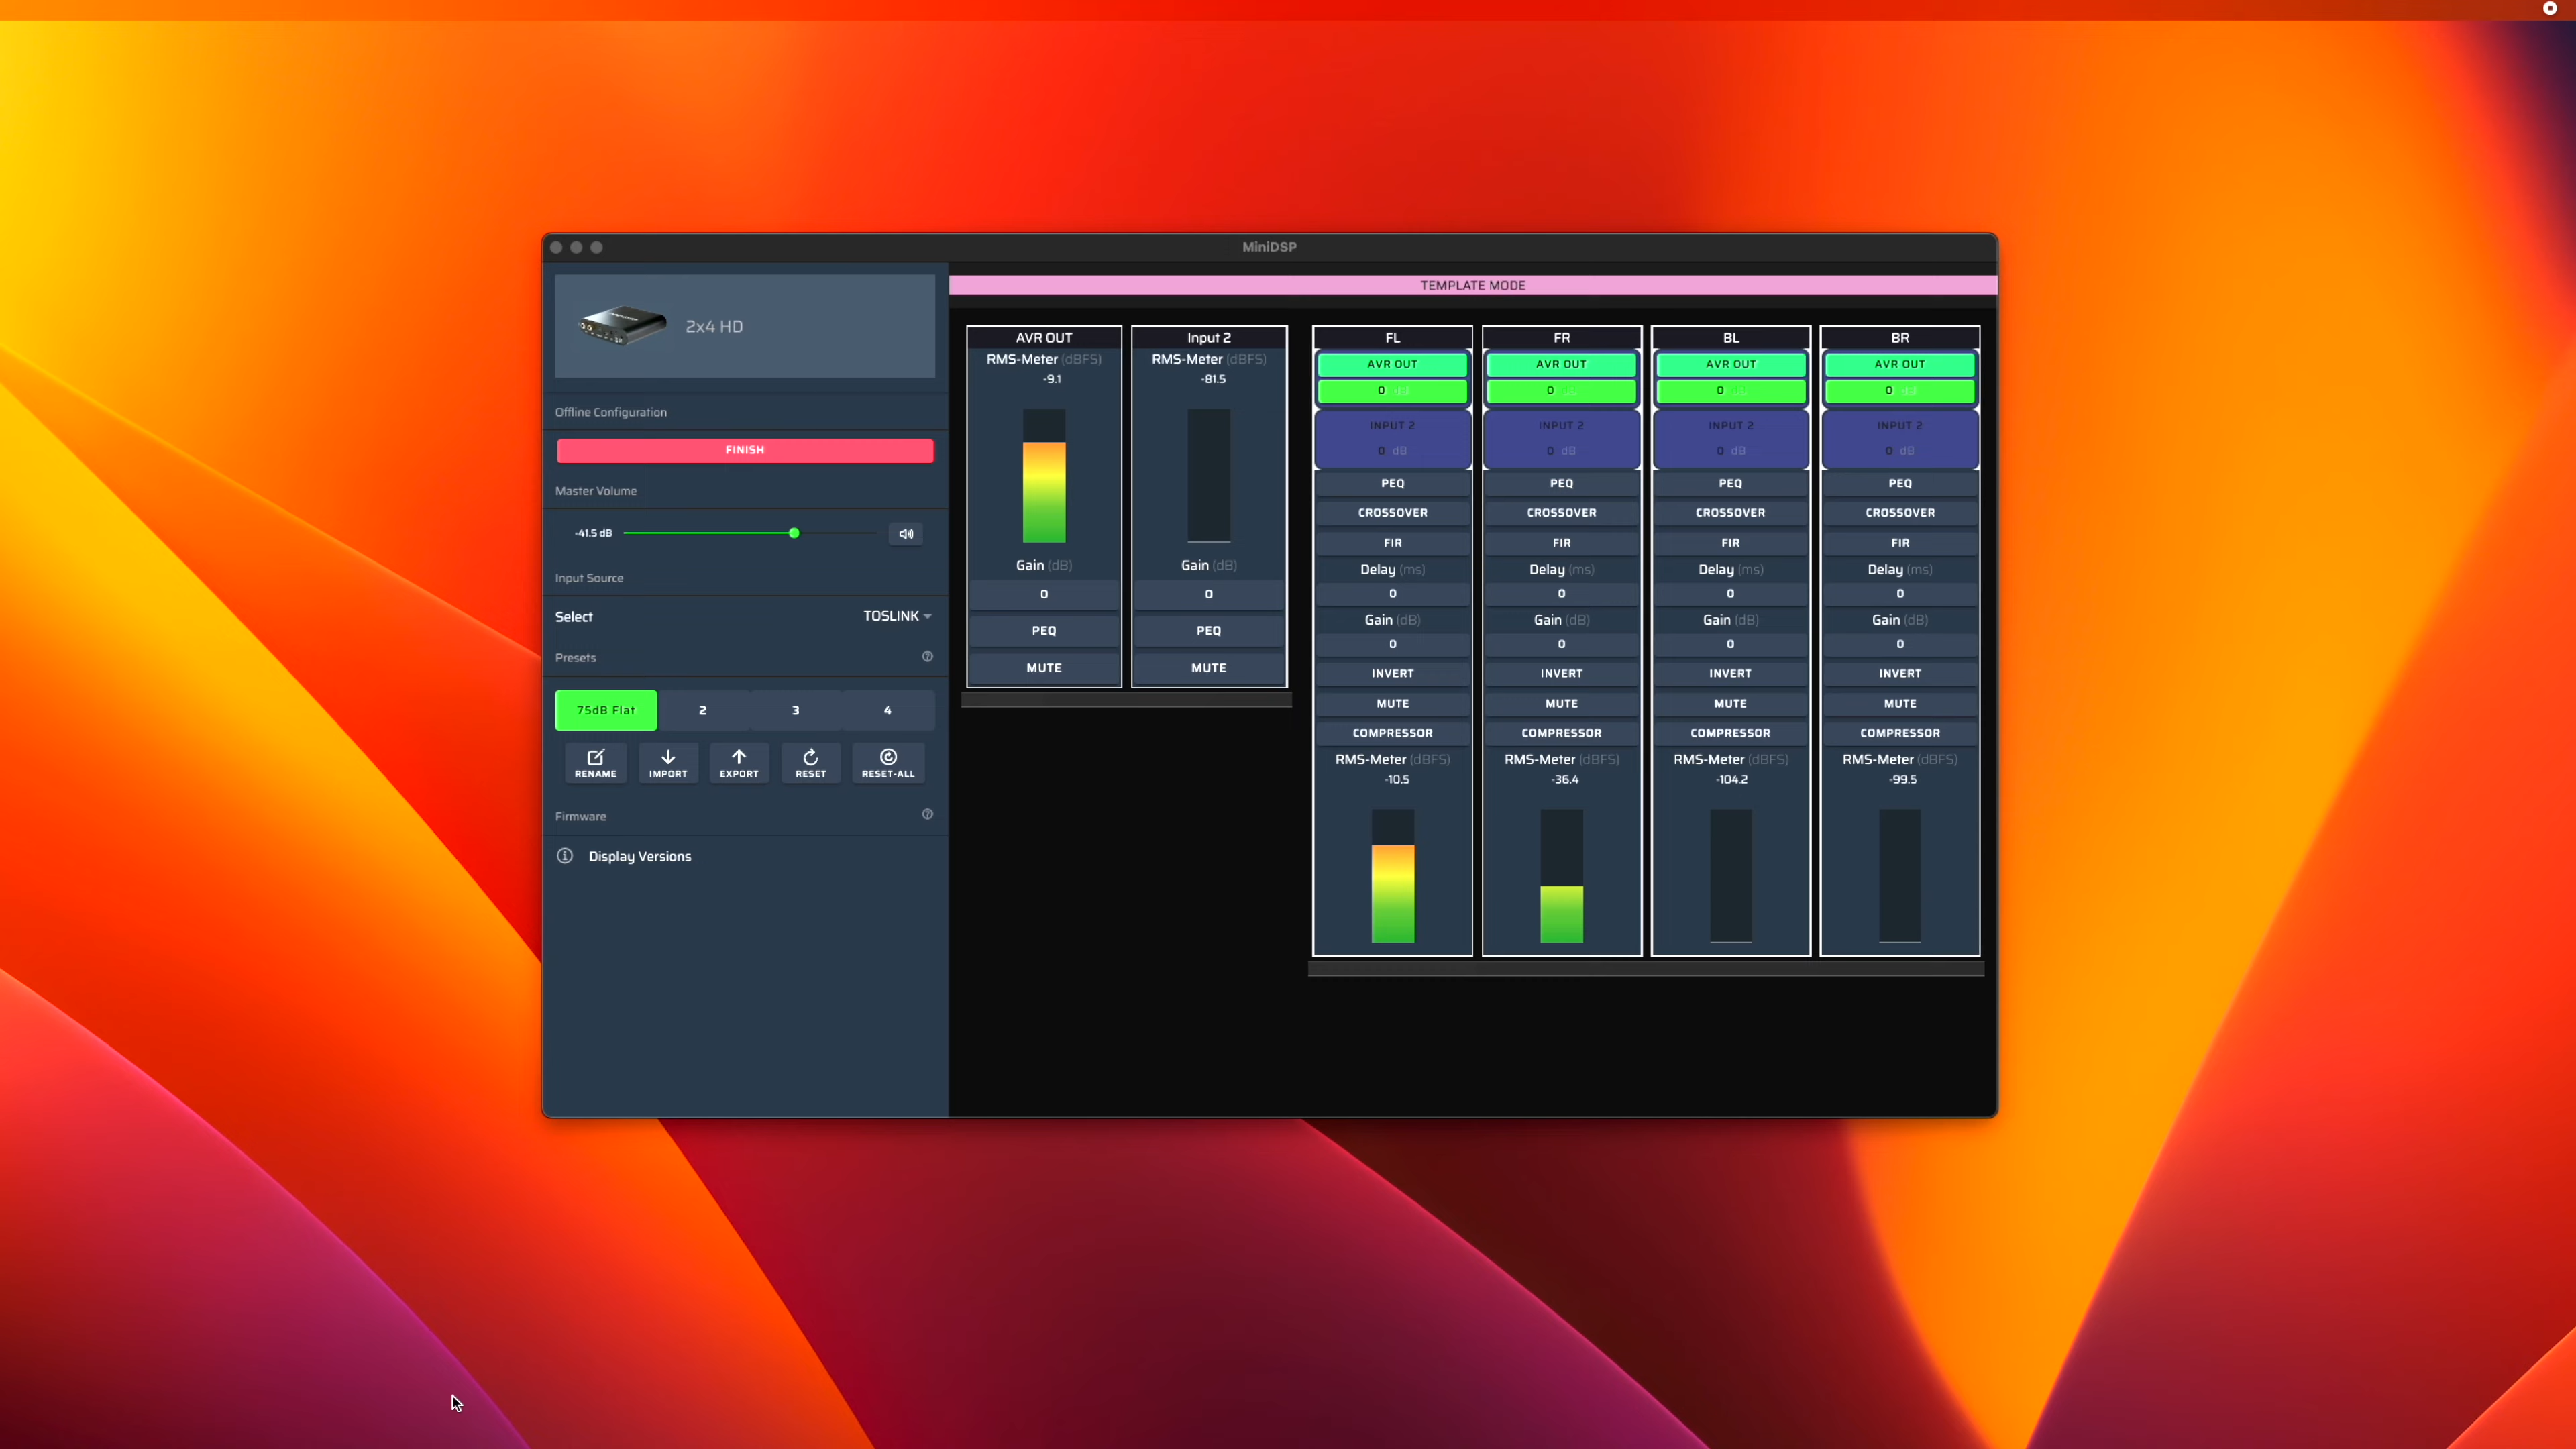 MiniDSP
2x4 HD
Offline Configuration
FINISH
Master Volume
-41.5 dB
Input Source
Select
TOSLINK
Presets
75dB Flat
2
3
4
RENAME
IMPORT
EXPORT
RESET
RESET-ALL
Firmware
Display Versions
TEMPLATE MODE
AVR OUT
RMS-Meter (dBFS)
-9.1
Gain (dB)
0
PEQ
MUTE
Input 2
RMS-Meter (dBFS)
-81.5
Gain (dB)
0
PEQ
MUTE
FL
AVR OUT
0 dB
INPUT 2
0 dB
PEQ
CROSSOVER
FIR
Delay (ms)
0
Gain (dB)
0
INVERT
MUTE
COMPRESSOR
RMS-Meter (dBFS)
-10.5
FR
AVR OUT
0 dB
INPUT 2
0 dB
PEQ
CROSSOVER
FIR
Delay (ms)
0
Gain (dB)
0
INVERT
MUTE
COMPRESSOR
RMS-Meter (dBFS)
-36.4
BL
AVR OUT
0 dB
INPUT 2
0 dB
PEQ
CROSSOVER
FIR
Delay (ms)
0
Gain (dB)
0
INVERT
MUTE
COMPRESSOR
RMS-Meter (dBFS)
-104.2
BR
AVR OUT
0 dB
INPUT 2
0 dB
PEQ
CROSSOVER
FIR
Delay (ms)
0
Gain (dB)
0
INVERT
MUTE
COMPRESSOR
RMS-Meter (dBFS)
-99.5